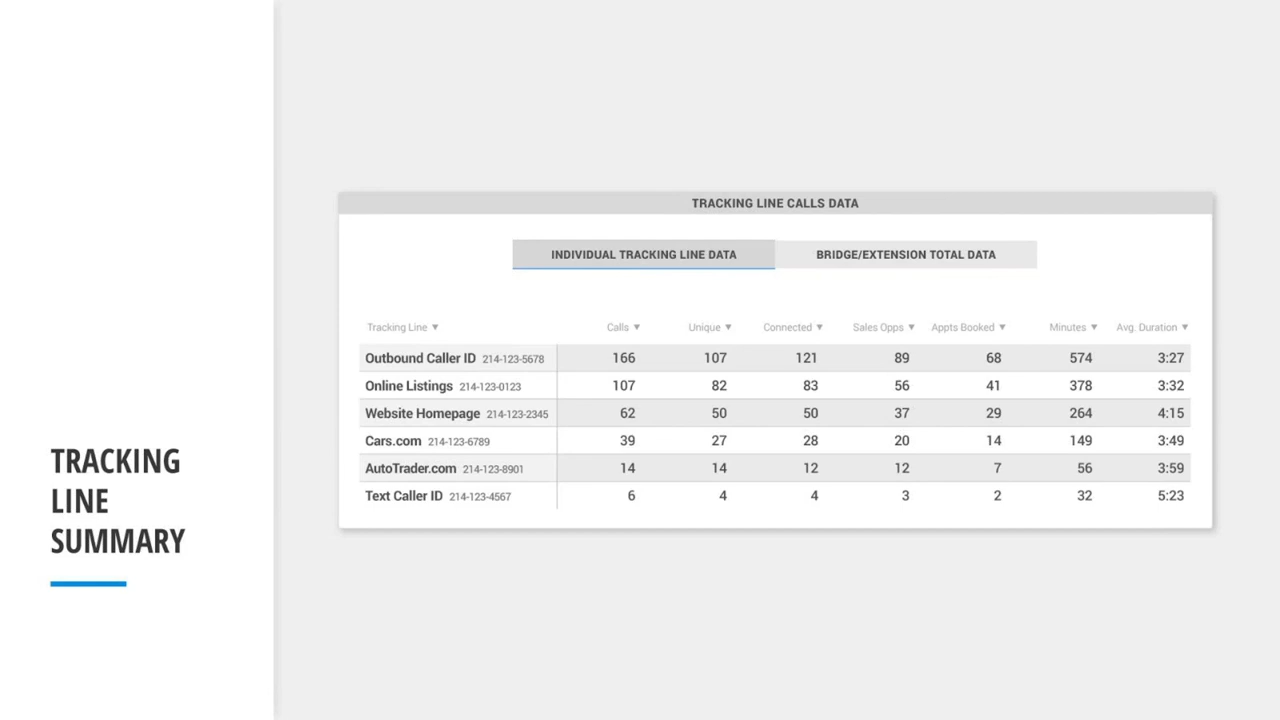 TRACKING LINE CALLS DATA
INDIVIDUAL TRACKING LINE DATA BRIDGE/EXTENSION TOTAL DATA
Tracking Line ▼ Calls ▼ Unique ▼ Connected ▼ Sales Opps ▼ Appts Booked ▼ Minutes ▼ Avg. Duration ▼
Outbound Caller ID 214-123-5678 166 107 121 89 68 574 3:27
Online Listings 214-123-0123 107 82 83 56 41 378 3:32
Website Homepage 214-123-2345 62 50 50 37 29 264 4:15
Cars.com 214-123-6789 39 27 28 20 14 149 3:49
AutoTrader.com 214-123-8901 14 14 12 12 7 56 3:59
Text Caller ID 214-123-4567 6 4 4 3 2 32 5:23
TRACKING
LINE
SUMMARY